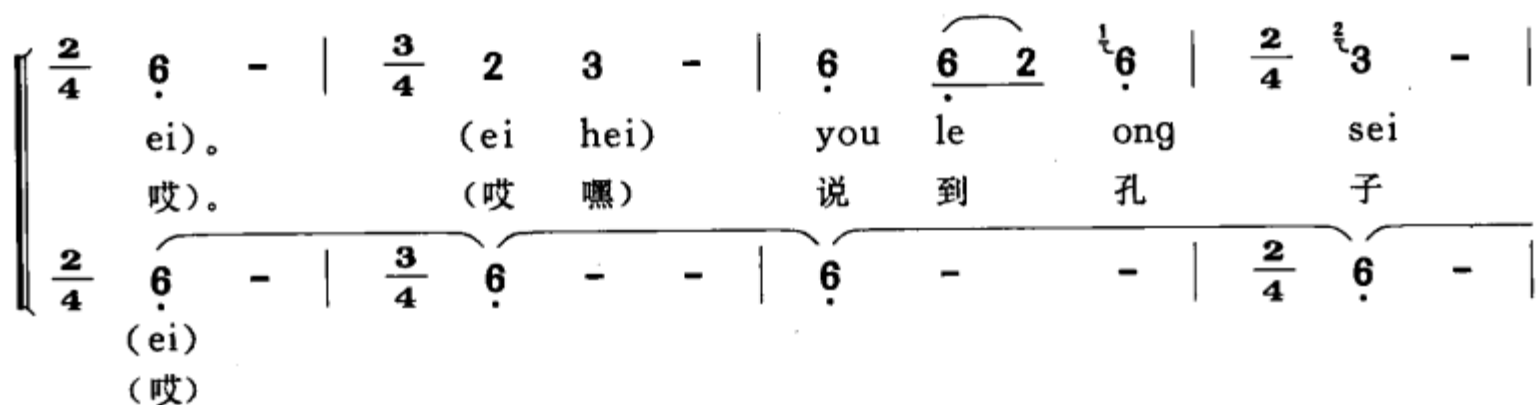 2/4 6 - | 3/4 2 3 - | 6 6 2 1 6 | 2/4 2 3 - |
ei)。 (ei hei) you le ong sei
哎)。 (哎 嘿) 说 到 孔 子
2/4 6 - | 3/4 6 - - | 6 - - | 2/4 6 - |
(ei)
(哎)